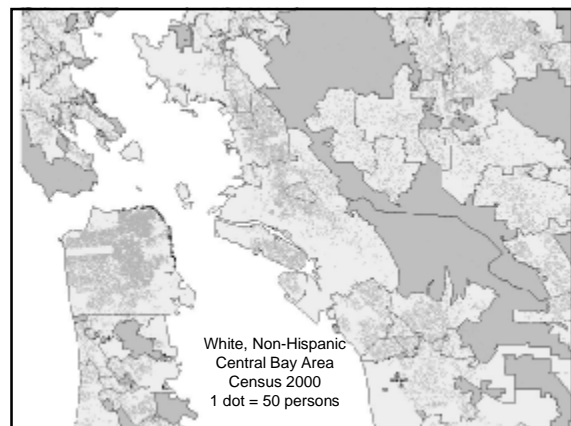 White, Non-Hispanic
Central Bay Area
Census 2000
1 dot = 50 persons